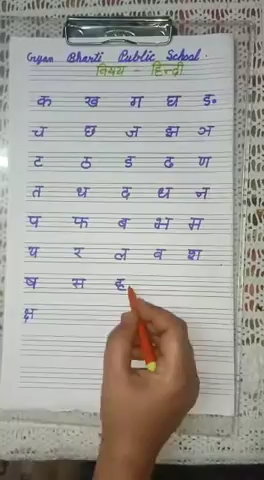 Gyan Bharti Public School.
विषय - हिन्दी
क ख ग घ ङ
च छ ज झ ञ
ट ठ ड ढ ण
त थ द ध न
प फ ब भ म
य र ल व श
ष स ह
क्ष